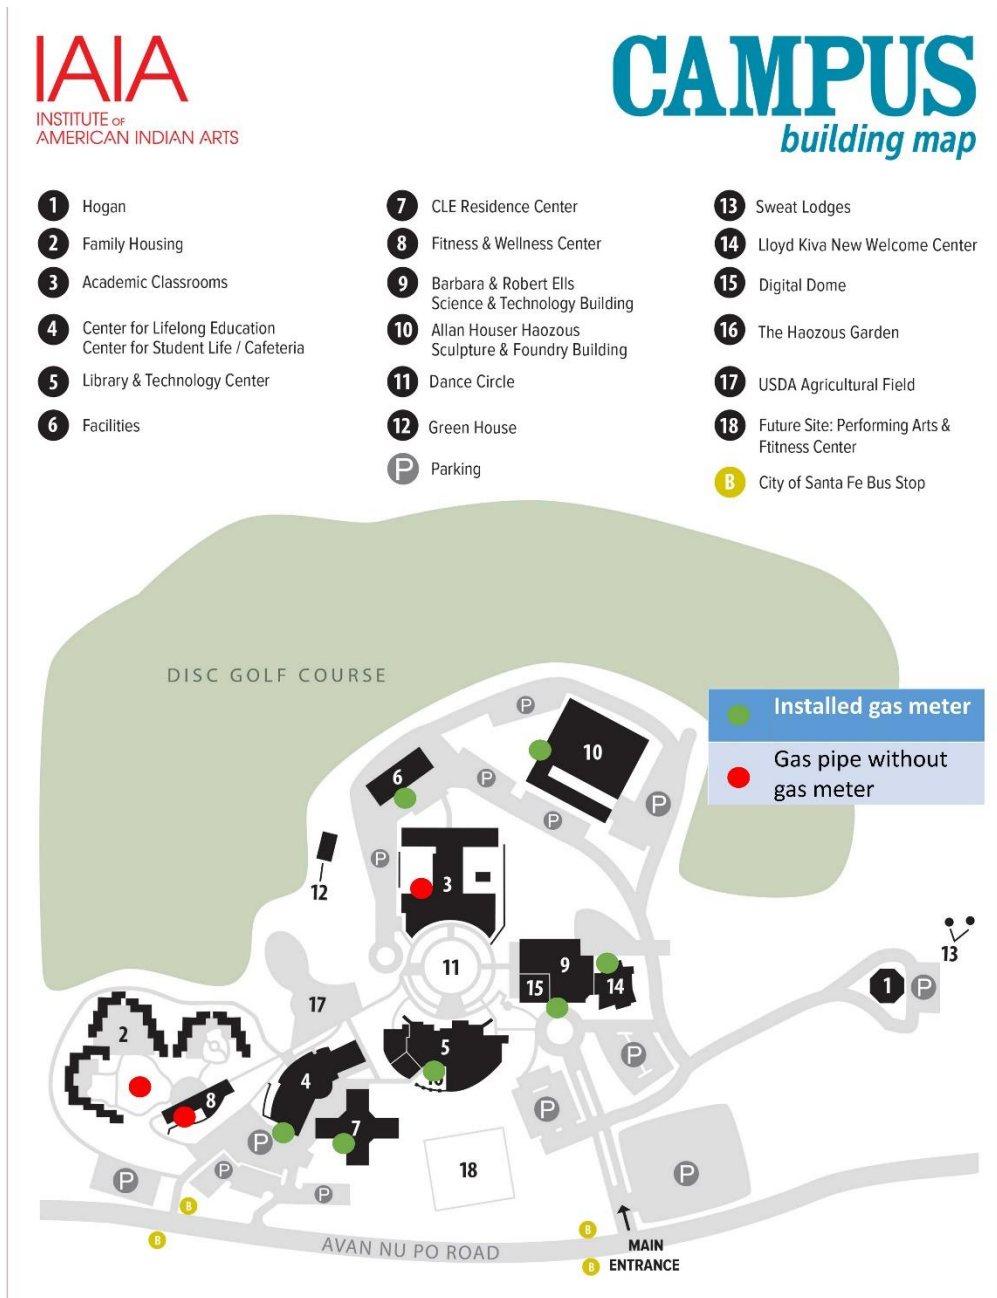 IAIA
INSTITUTE OF
AMERICAN INDIAN ARTS
CAMPUS
building map
1 Hogan
2 Family Housing
3 Academic Classrooms
4 Center for Lifelong Education
Center for Student Life / Cafeteria
5 Library & Technology Center
6 Facilities
7 CLE Residence Center
8 Fitness & Wellness Center
9 Barbara & Robert Ells
Science & Technology Building
10 Allan Houser Haozous
Sculpture & Foundry Building
11 Dance Circle
12 Green House
P Parking
13 Sweat Lodges
14 Lloyd Kiva New Welcome Center
15 Digital Dome
16 The Haozous Garden
17 USDA Agricultural Field
18 Future Site: Performing Arts &
Ftitness Center
B City of Santa Fe Bus Stop
DISC GOLF COURSE
Installed gas meter
Gas pipe without
gas meter
P
10
6
P
P
P
P
12
3
13
11
9
15
14
1
P
17
2
5
P
4
8
7
P
P
18
P
P
P
P
B
B
AVAN NU PO ROAD
B
B
MAIN
ENTRANCE